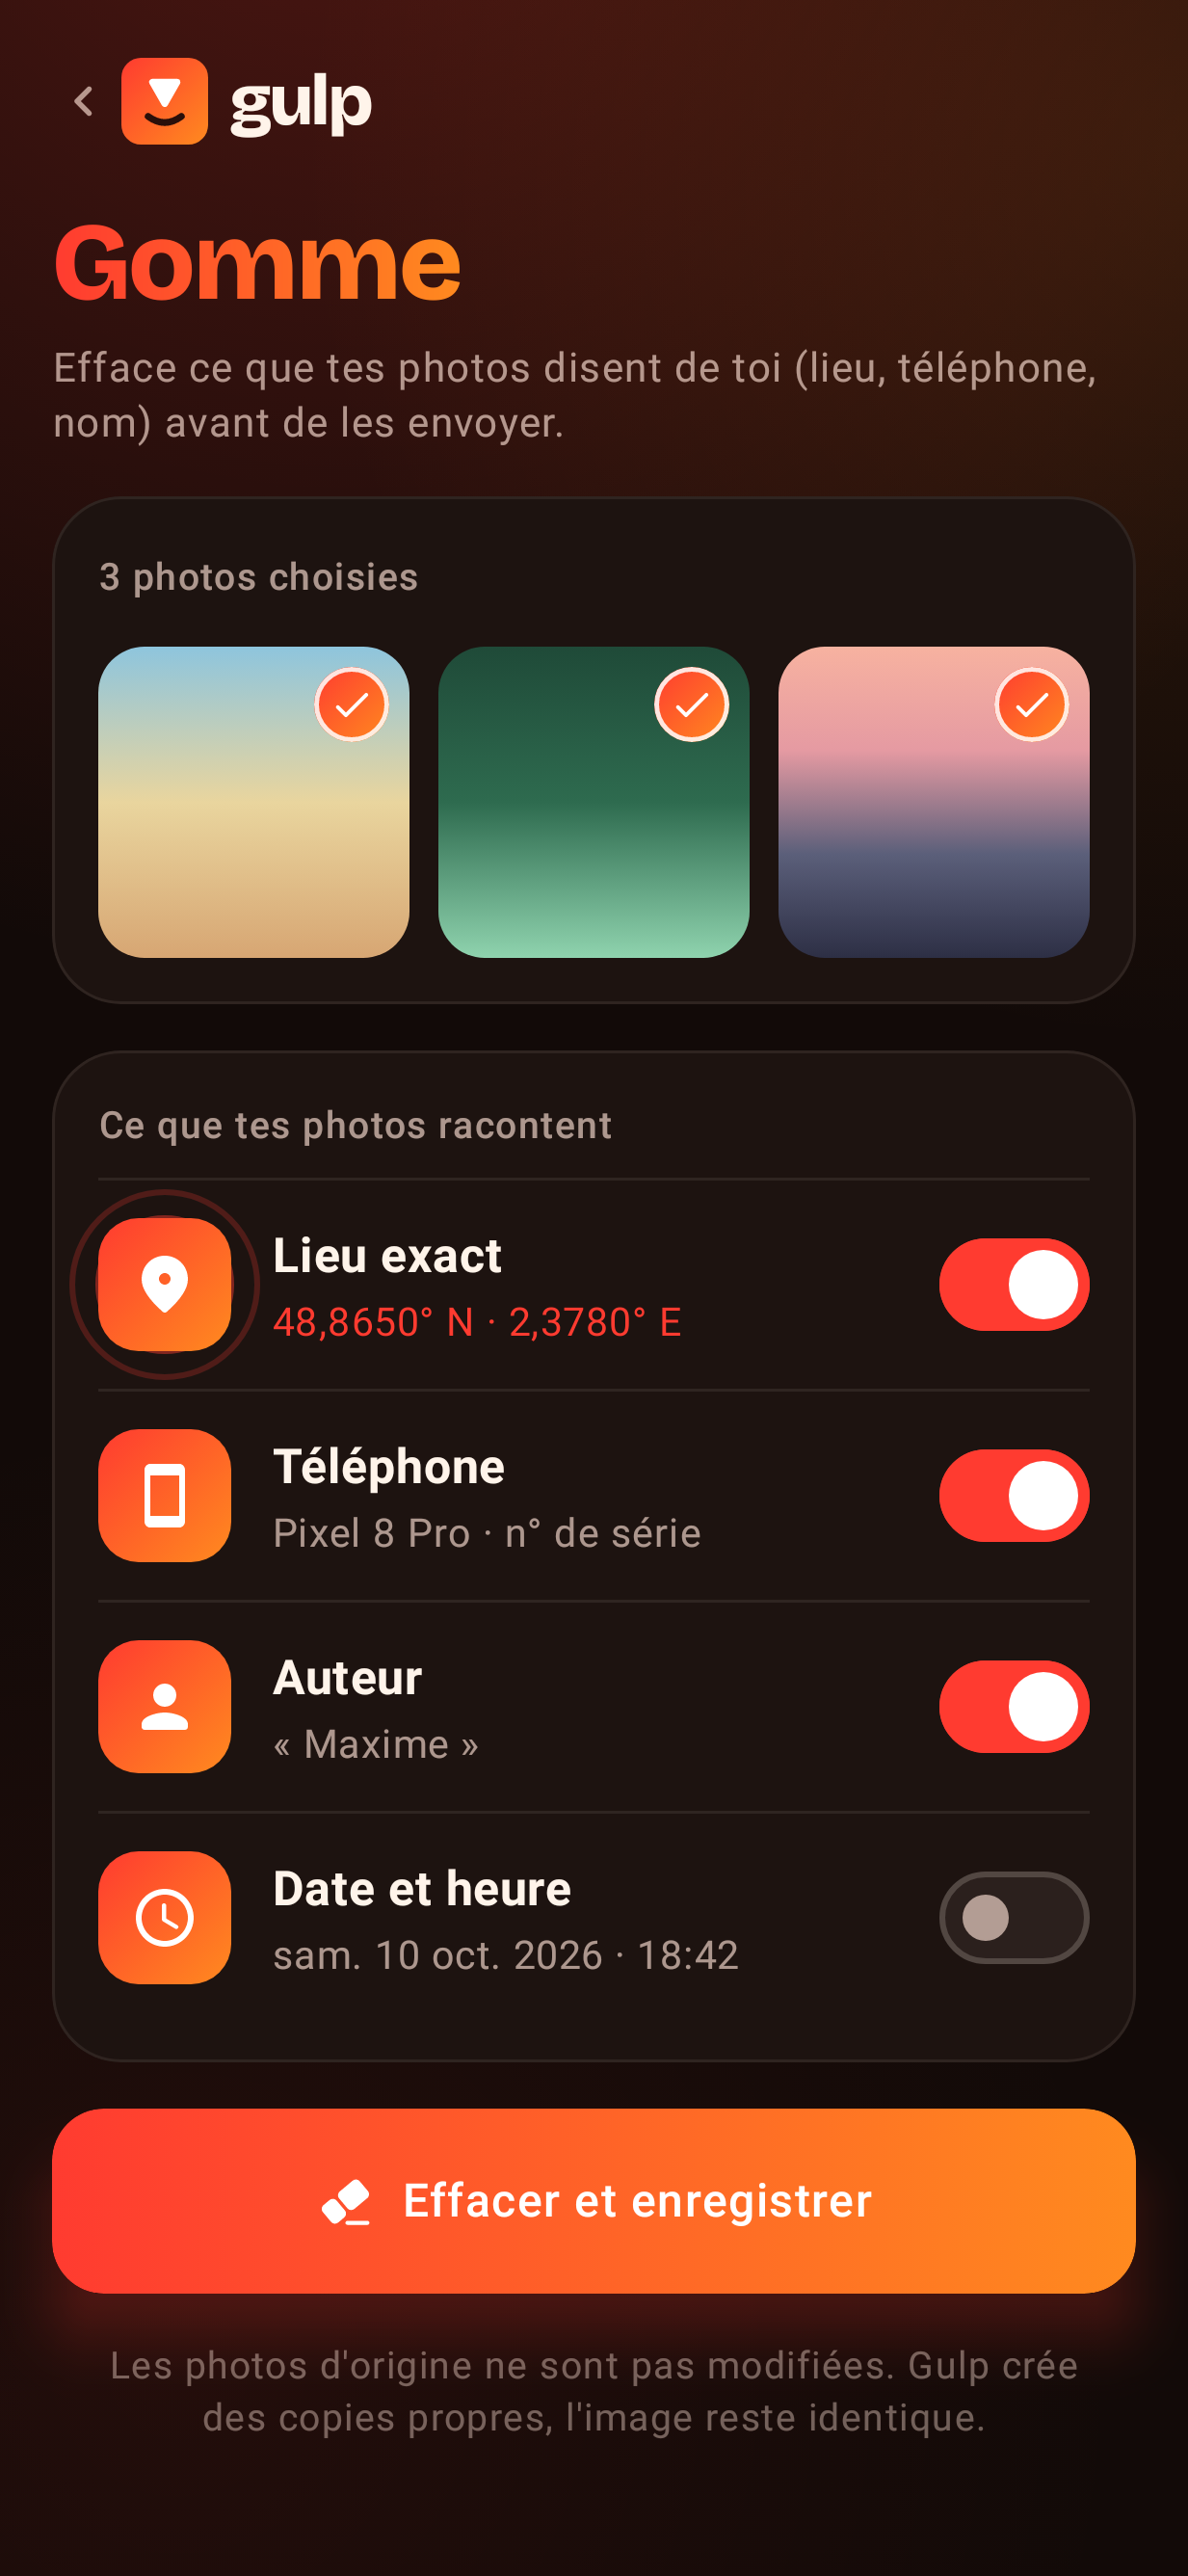 gulp
Gomme
Efface ce que tes photos disent de toi (lieu, téléphone,
nom) avant de les envoyer.
3 photos choisies
Ce que tes photos racontent
Lieu exact
48,8650° N · 2,3780° E
Téléphone
Pixel 8 Pro · n° de série
Auteur
« Maxime »
Date et heure
sam. 10 oct. 2026 · 18:42
Effacer et enregistrer
Les photos d'origine ne sont pas modifiées. Gulp crée
des copies propres, l'image reste identique.